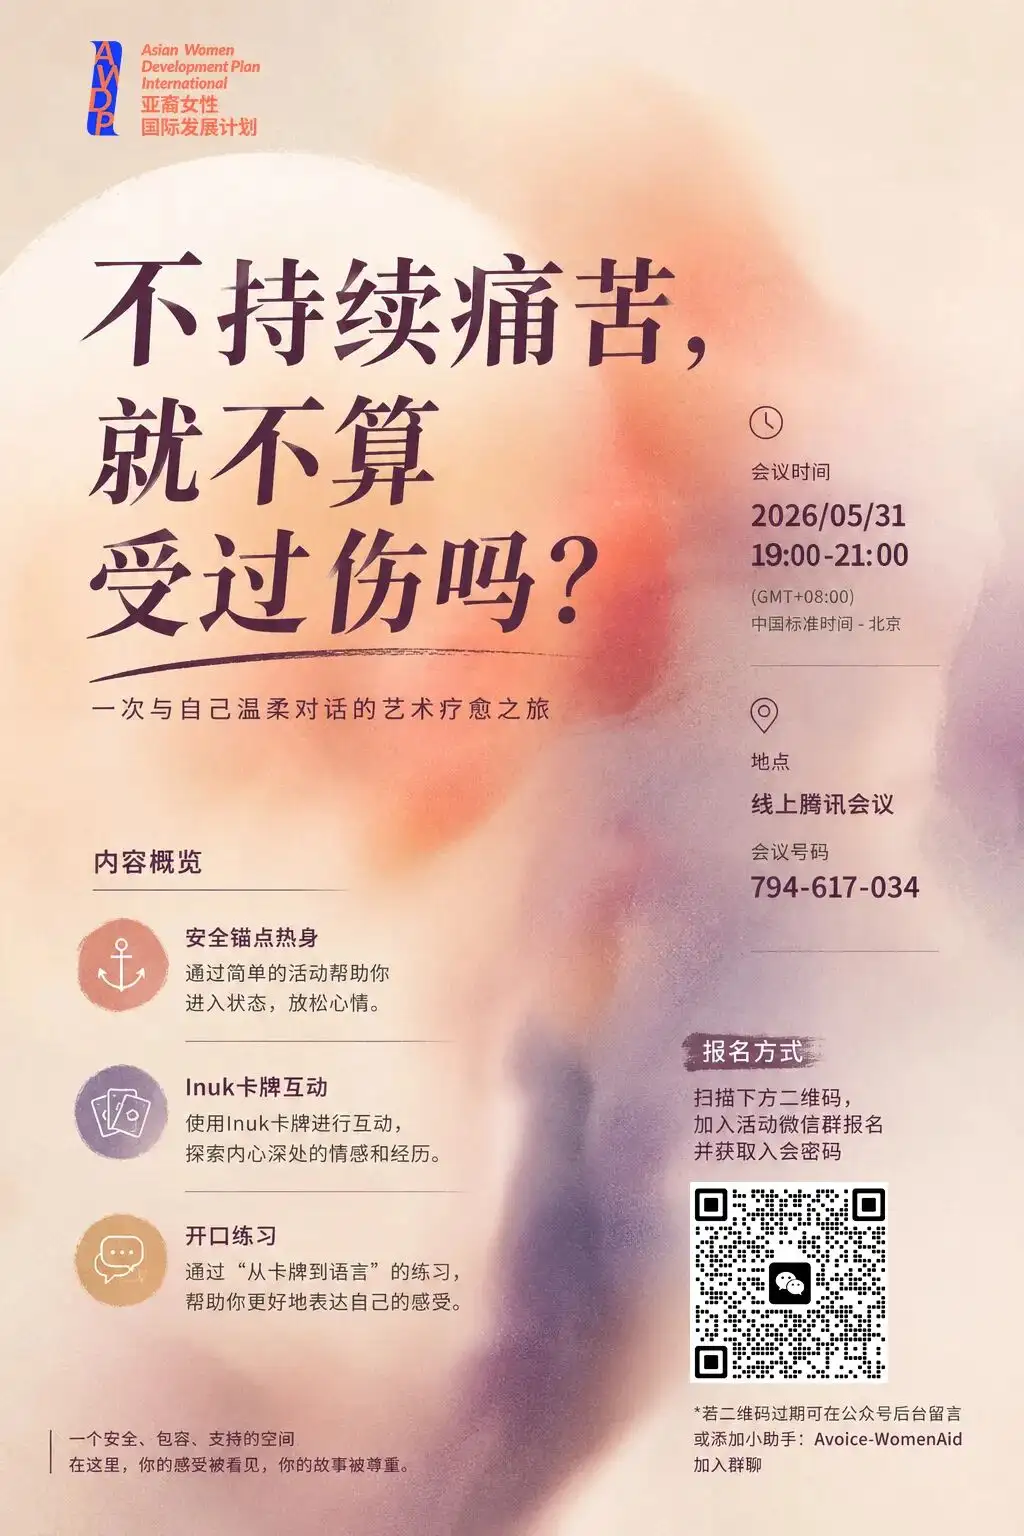 AWDP
Asian Women
Development Plan
International
亚裔女性
国际发展计划
不持续痛苦，
就不算
受过伤吗？
一次与自己温柔对话的艺术疗愈之旅
会议时间
2026/05/31
19:00-21:00
(GMT+08:00)
中国标准时间 - 北京
地点
线上腾讯会议
会议号码
794-617-034
内容概览
安全锚点热身
通过简单的活动帮助你
进入状态，放松心情。
Inuk卡牌互动
使用Inuk卡牌进行互动，
探索内心深处的情感和经历。
开口练习
通过“从卡牌到语言”的练习，
帮助你更好地表达自己的感受。
报名方式
扫描下方二维码，
加入活动微信群报名
并获取入会密码
*若二维码过期可在公众号后台留言
或添加小助手：Avoice-WomenAid
加入群聊
一个安全、包容、支持的空间
在这里，你的感受被看见，你的故事被尊重。